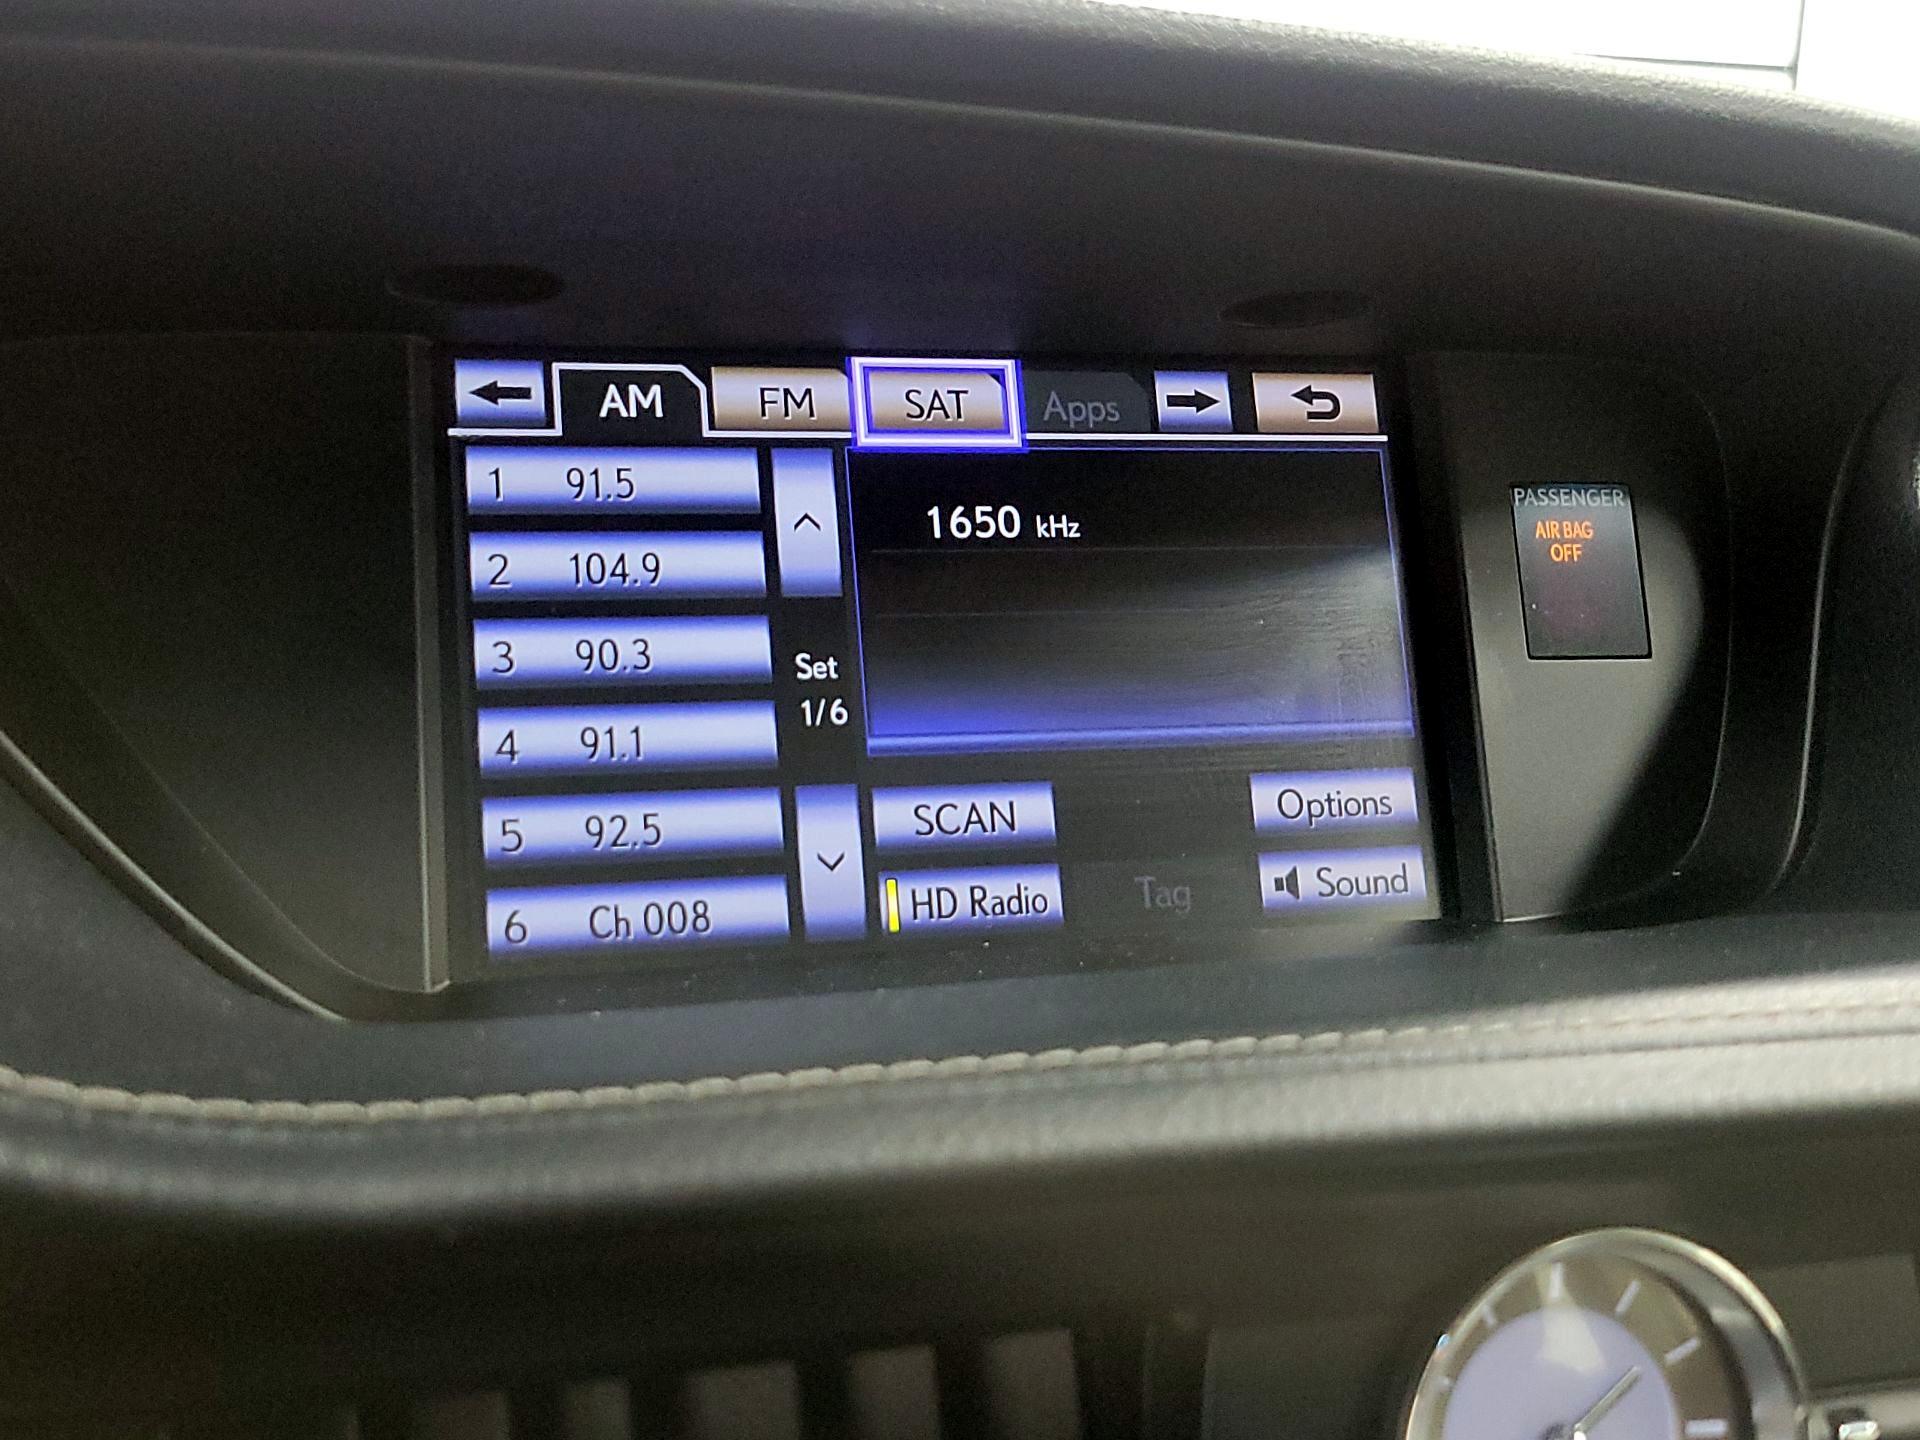 AM FM SAT Apps
1 91.5
2 104.9
3 90.3
4 91.1
5 92.5
6 Ch 008
Set
1/6
1650 kHz
SCAN
Options
HD Radio
Tag
Sound
PASSENGER
AIR BAG
OFF